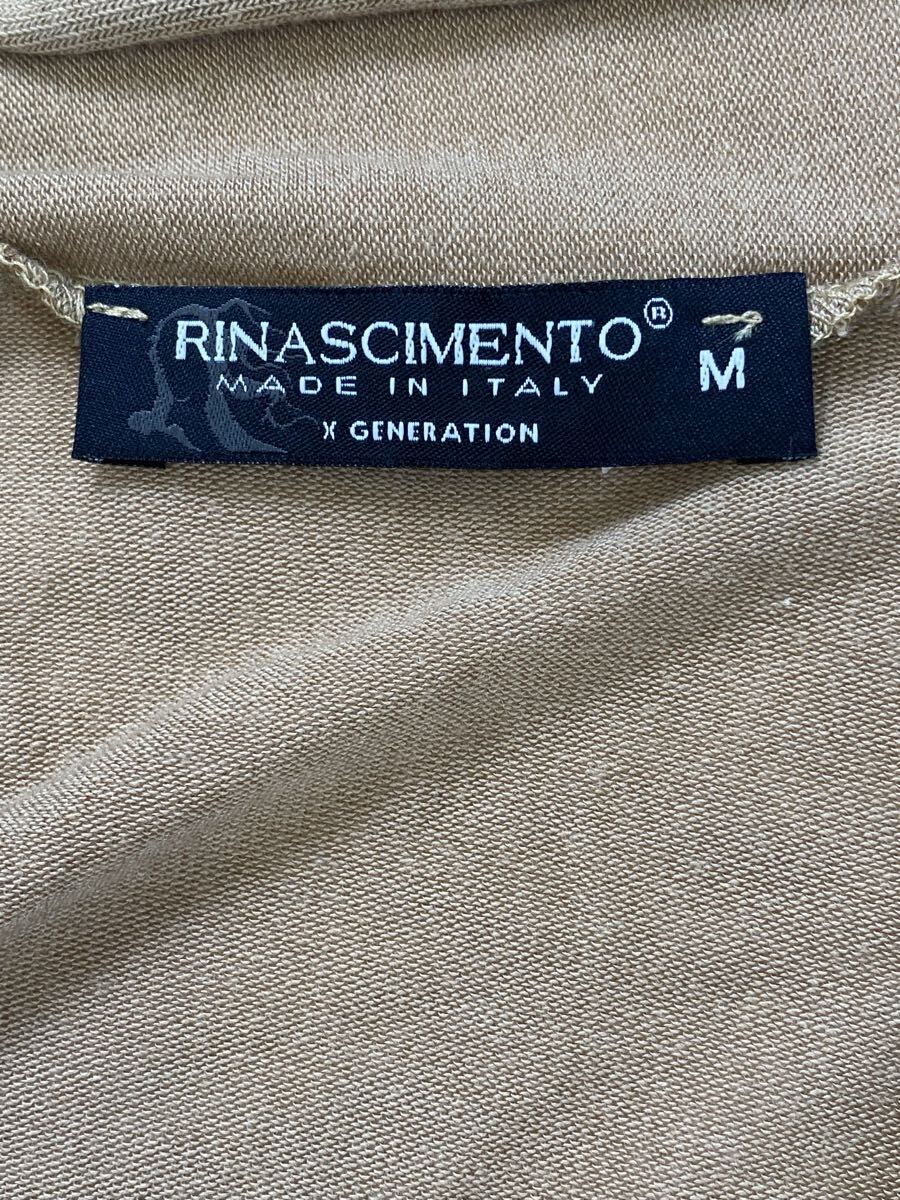 RINASCIMENTO®
MADE IN ITALY
X GENERATION
M